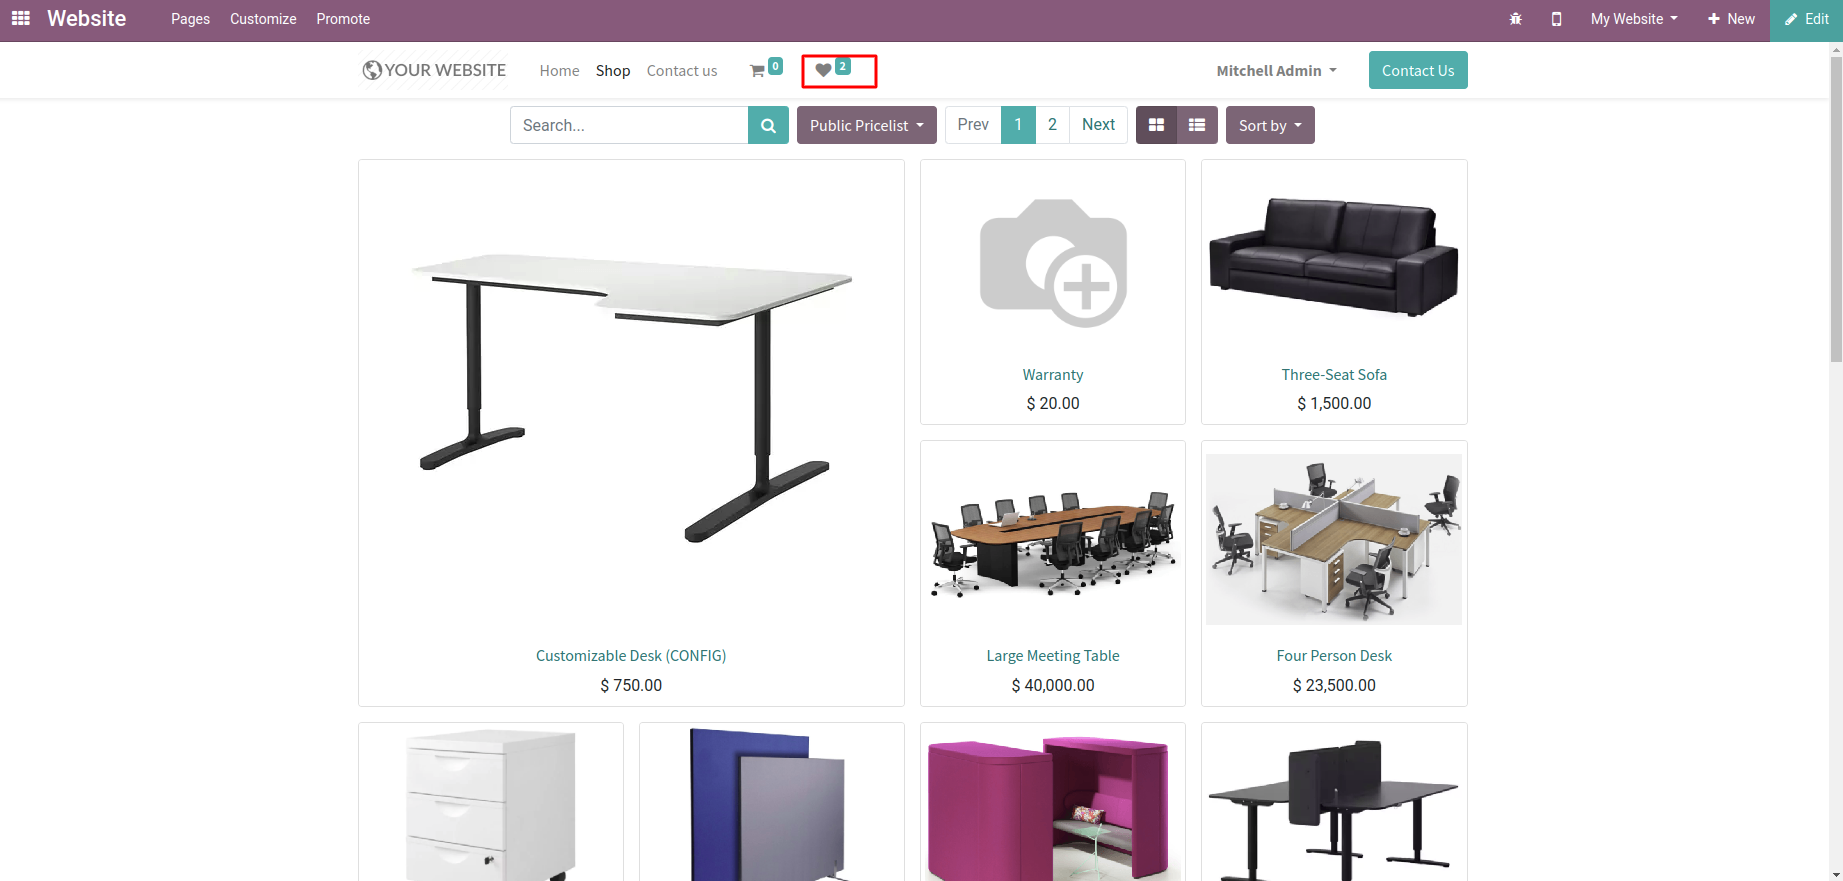 Website Pages Customize Promote My Website New Edit
YOUR WEBSITE Home Shop Contact us 0 2 Mitchell Admin Contact Us
Search... Public Pricelist Prev 1 2 Next Sort by
Warranty
$ 20.00
Three-Seat Sofa
$ 1,500.00
Customizable Desk (CONFIG)
$ 750.00
Large Meeting Table
$ 40,000.00
Four Person Desk
$ 23,500.00